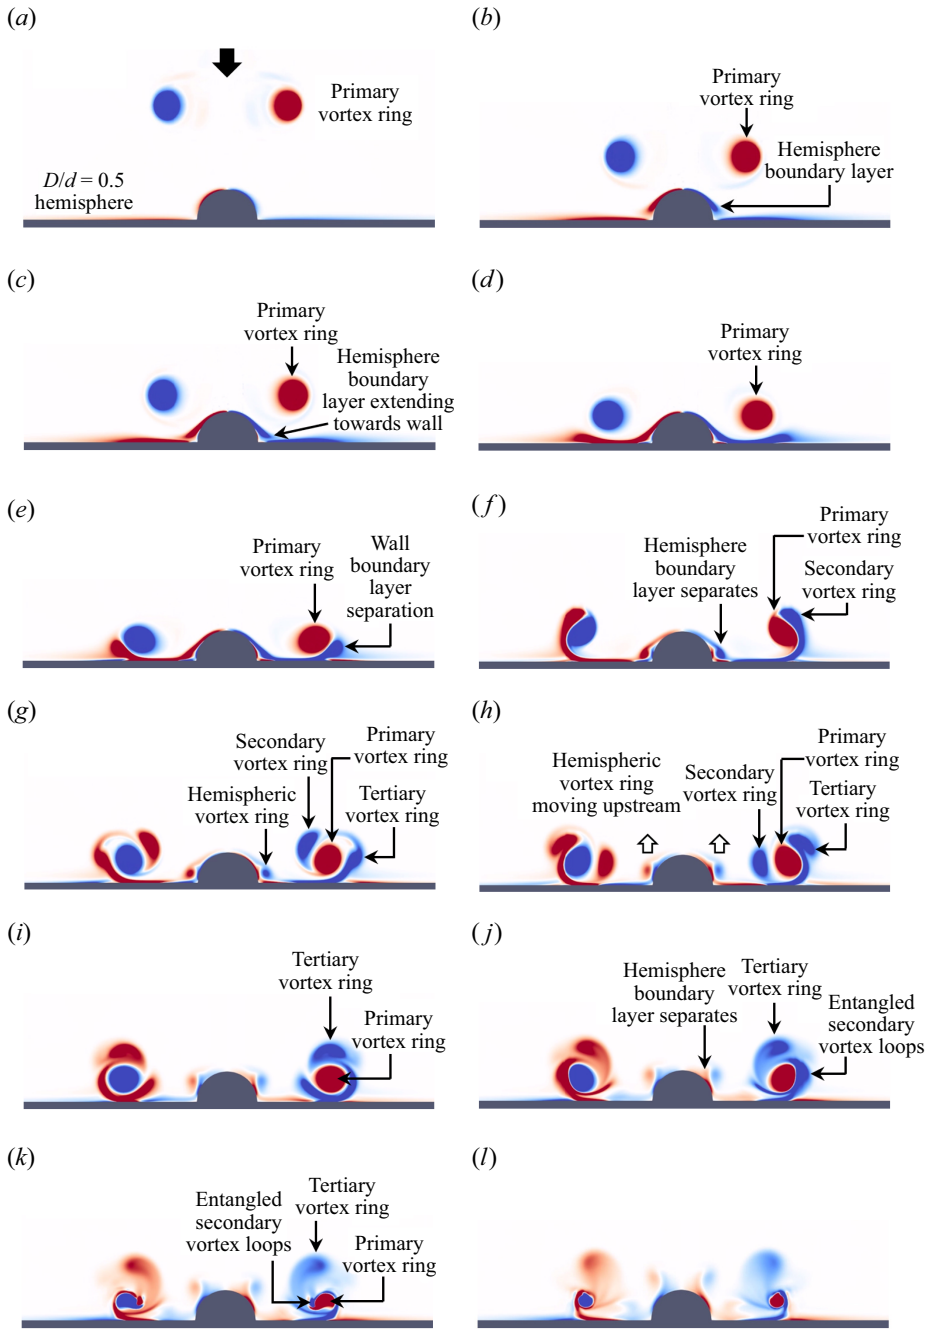 (a)
Primary
vortex ring
D/d = 0.5
hemisphere
(b)
Primary
vortex ring
Hemisphere
boundary layer
(c)
Primary
vortex ring
Hemisphere
boundary
layer extending
towards wall
(d)
Primary
vortex ring
(e)
Primary
vortex ring
Wall
boundary
layer
separation
(f)
Primary
vortex ring
Hemisphere
boundary
layer separates
Secondary
vortex ring
(g)
Primary
vortex ring
Secondary
vortex ring
Hemispheric
vortex ring
Tertiary
vortex ring
(h)
Primary
vortex ring
Hemispheric
vortex ring
moving upstream
Secondary
vortex ring
Tertiary
vortex ring
(i)
Tertiary
vortex ring
Primary
vortex ring
(j)
Hemisphere
boundary
layer separates
Tertiary
vortex ring
Entangled
secondary
vortex loops
(k)
Entangled
secondary
vortex loops
Tertiary
vortex ring
Primary
vortex ring
(l)